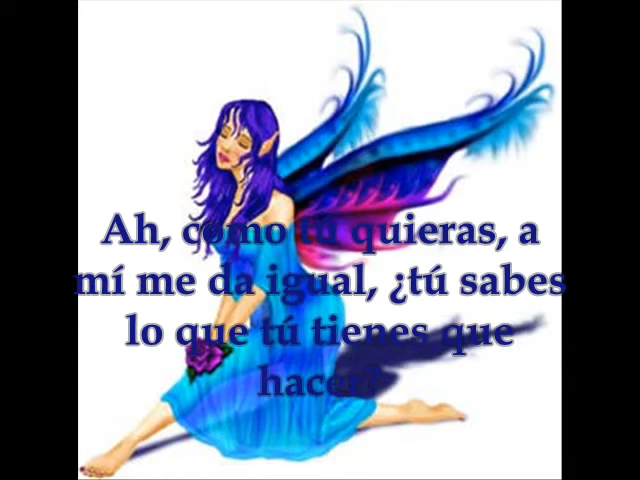 Ah, como tú quieras, a
mí me da igual, ¿tú sabes
lo que tú tienes que
hacer?